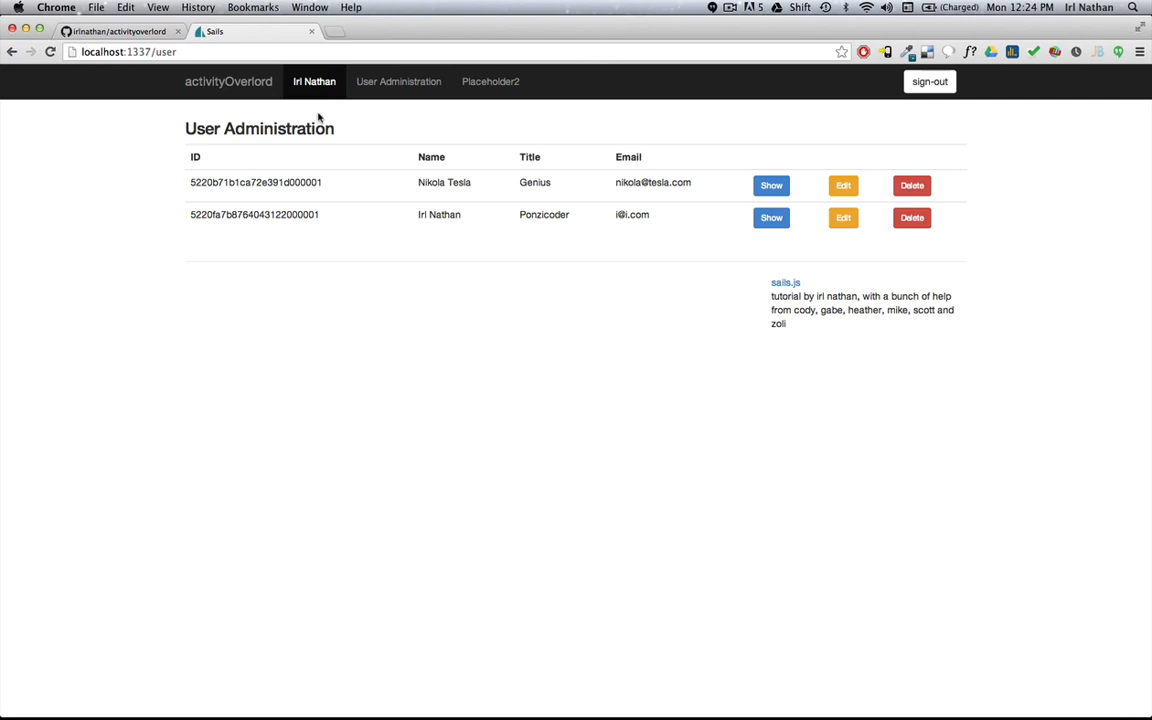 Chrome File Edit View History Bookmarks Window Help 5 Shift (Charged) Mon 12:24 PM Irl Nathan
irlnathan/activityoverlord Sails
localhost:1337/user f?
activityOverlord Irl Nathan User Administration Placeholder2 sign-out
User Administration
ID Name Title Email
5220b71b1ca72e391d000001 Nikola Tesla Genius nikola@tesla.com Show Edit Delete
5220fa7b8764043122000001 Irl Nathan Ponzicoder i@i.com Show Edit Delete
sails.js
tutorial by irl nathan, with a bunch of help
from cody, gabe, heather, mike, scott and
zoli